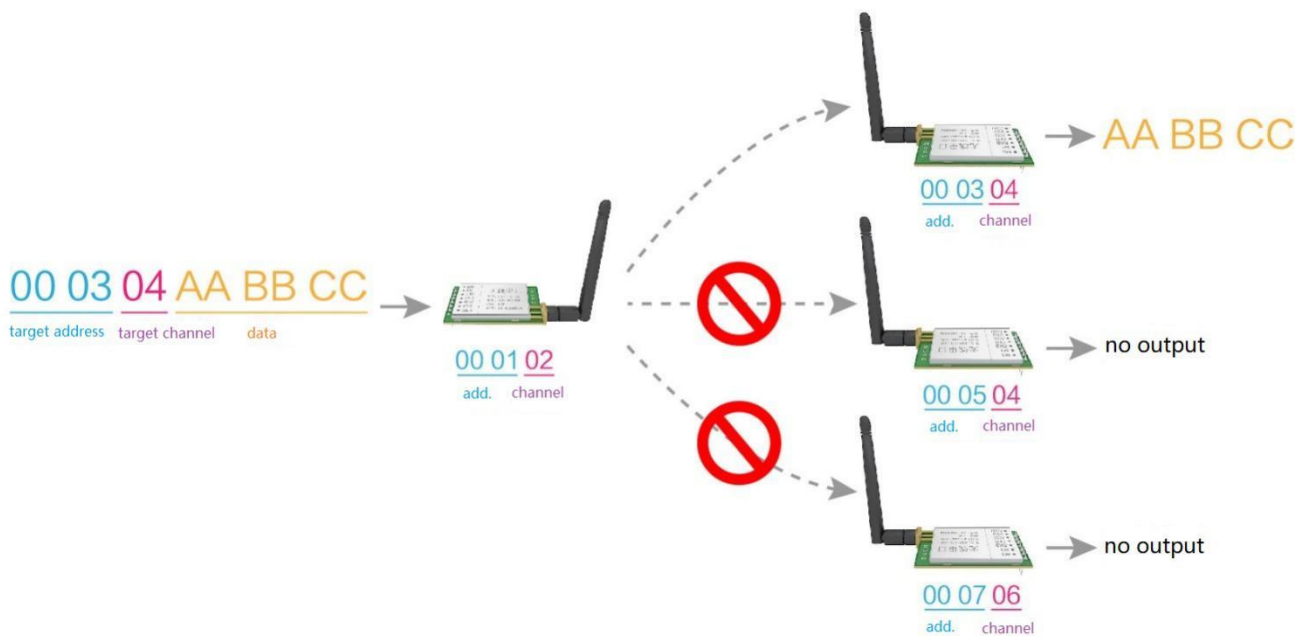 AA BB CC
00 03 04
add. channel
00 03 04 AA BB CC
target address target channel data
00 01 02
add. channel
no output
00 05 04
add. channel
no output
00 07 06
add. channel